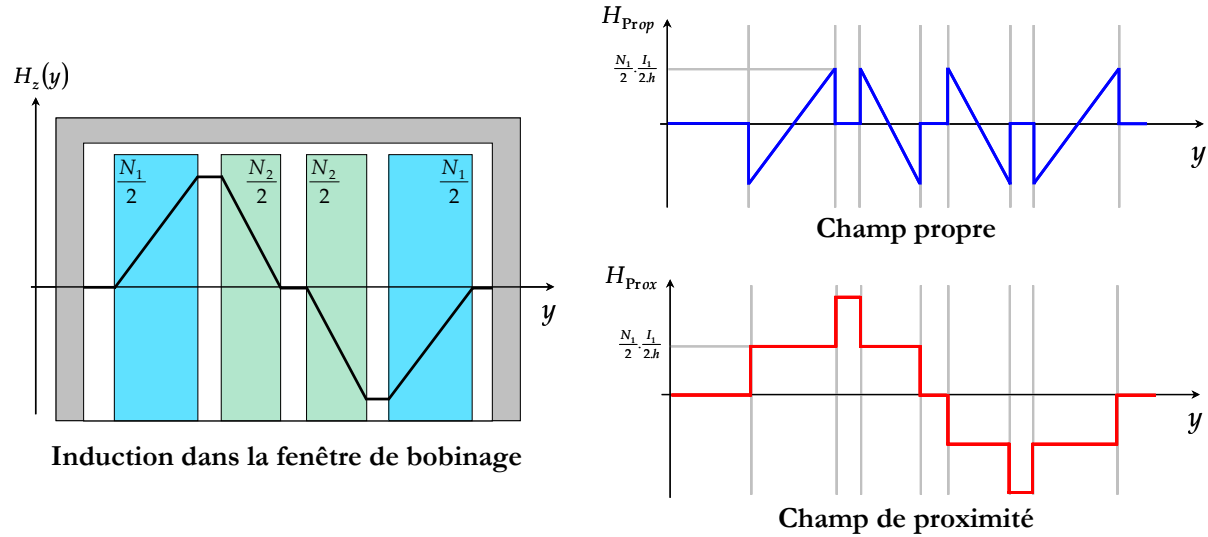 H_z(y)
N_1/2 N_2/2 N_2/2 N_1/2
y
Induction dans la fenêtre de bobinage
H_Prop
N_1/2 . I_1/2.h
y
Champ propre
H_Prox
N_1/2 . I_1/2.h
y
Champ de proximité